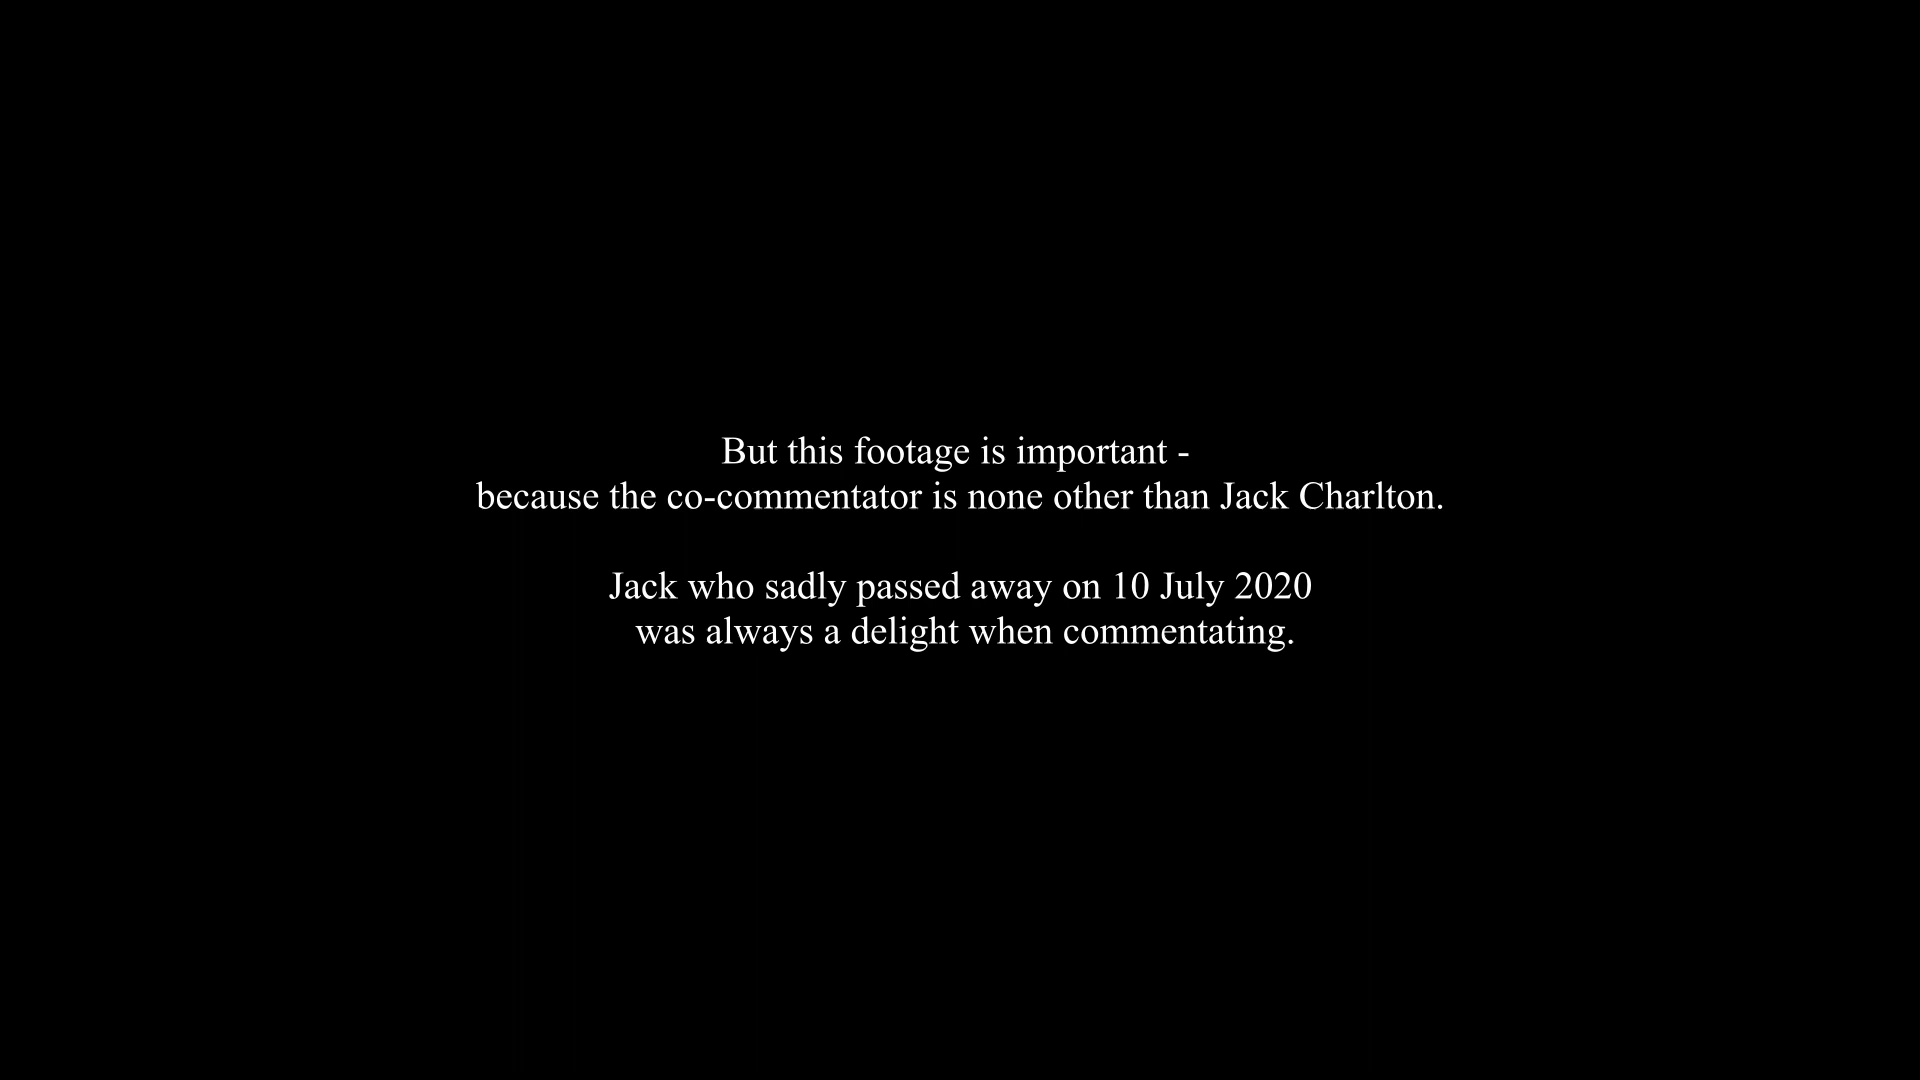 But this footage is important -
because the co-commentator is none other than Jack Charlton.
Jack who sadly passed away on 10 July 2020
was always a delight when commentating.